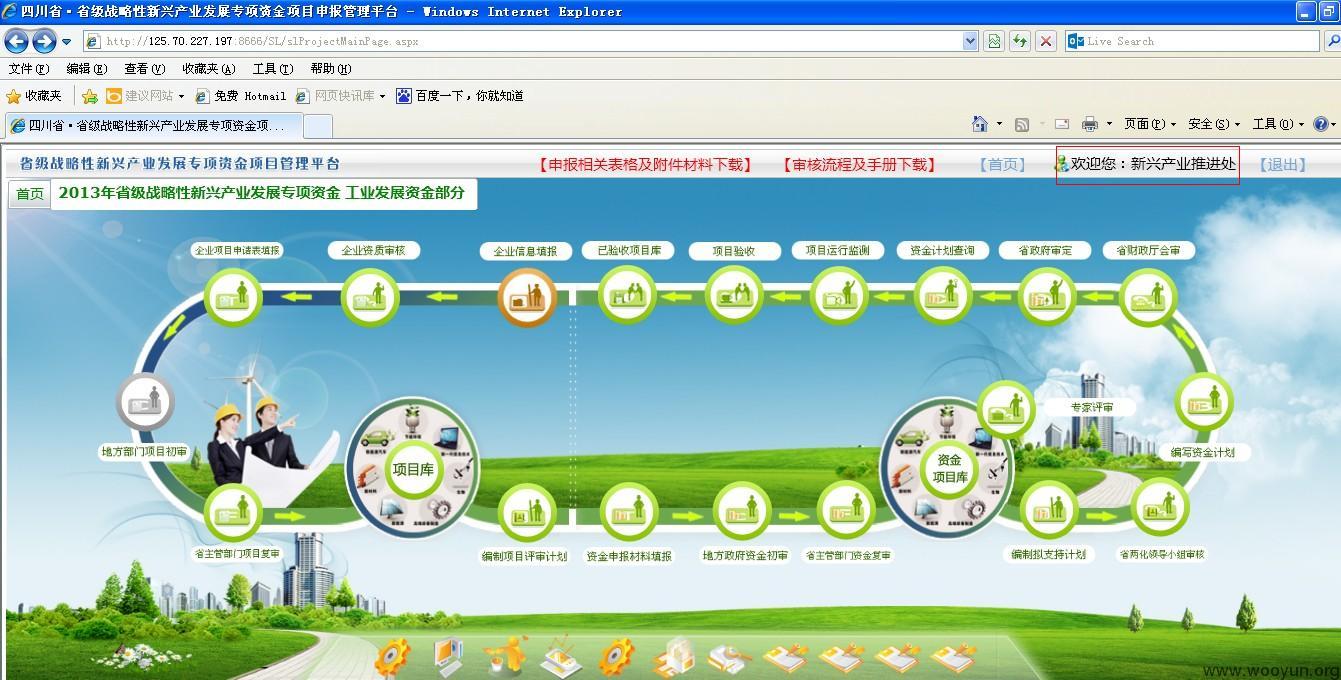 四川省·省级战略性新兴产业发展专项资金项目申报管理平台 - Windows Internet Explorer
http://125.70.227.197:8666/SL/slProjectMainPage.aspx
Live Search
文件(F) 编辑(E) 查看(V) 收藏夹(A) 工具(T) 帮助(H)
收藏夹 建议网站 免费 Hotmail 网页快讯库 百度一下，你就知道
四川省·省级战略性新兴产业发展专项资金项... 页面(P) 安全(S) 工具(O)
省级战略性新兴产业发展专项资金项目管理平台 【申报相关表格及附件材料下载】 【审核流程及手册下载】 【首页】 欢迎您：新兴产业推进处 【退出】
首页 2013年省级战略性新兴产业发展专项资金 工业发展资金部分
企业项目申请表填报 企业资质审核 企业信息填报 已验收项目库 项目验收 项目运行监测 资金计划查询 省政府审定 省财政厅会审
专家评审
地方部门项目初审 编写资金计划
项目库
资金
项目库
省主管部门项目复审 编制项目评审计划 资金申报材料填报 地方政府资金初审 省主管部门资金复审 编制拟支持计划 省两化领导小组审核
www.wooyun.org